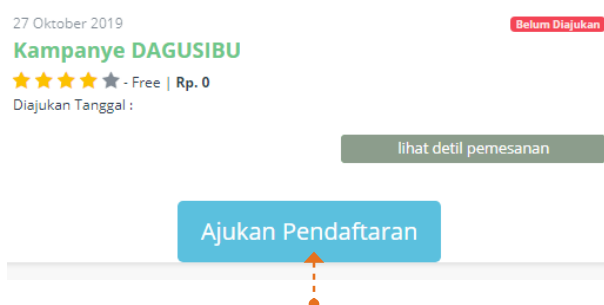 27 Oktober 2019
Belum Diajukan
Kampanye DAGUSIBU
- Free | Rp. 0
Diajukan Tanggal :
lihat detil pemesanan
Ajukan Pendaftaran